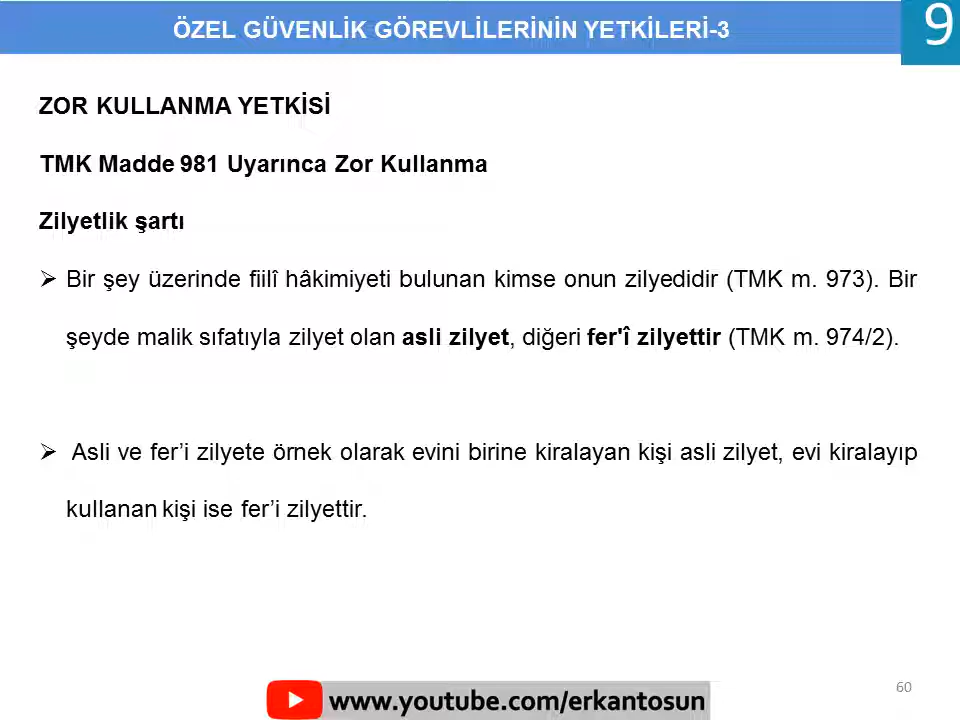 ÖZEL GÜVENLİK GÖREVLİLERİNİN YETKİLERİ-3
9
ZOR KULLANMA YETKİSİ
TMK Madde 981 Uyarınca Zor Kullanma
Zilyetlik şartı
➢ Bir şey üzerinde fiilî hâkimiyeti bulunan kimse onun zilyedidir (TMK m. 973). Bir
şeyde malik sıfatıyla zilyet olan asli zilyet, diğeri fer'î zilyettir (TMK m. 974/2).
➢ Asli ve fer’i zilyete örnek olarak evini birine kiralayan kişi asli zilyet, evi kiralayıp
kullanan kişi ise fer’i zilyettir.
60
www.youtube.com/erkantosun